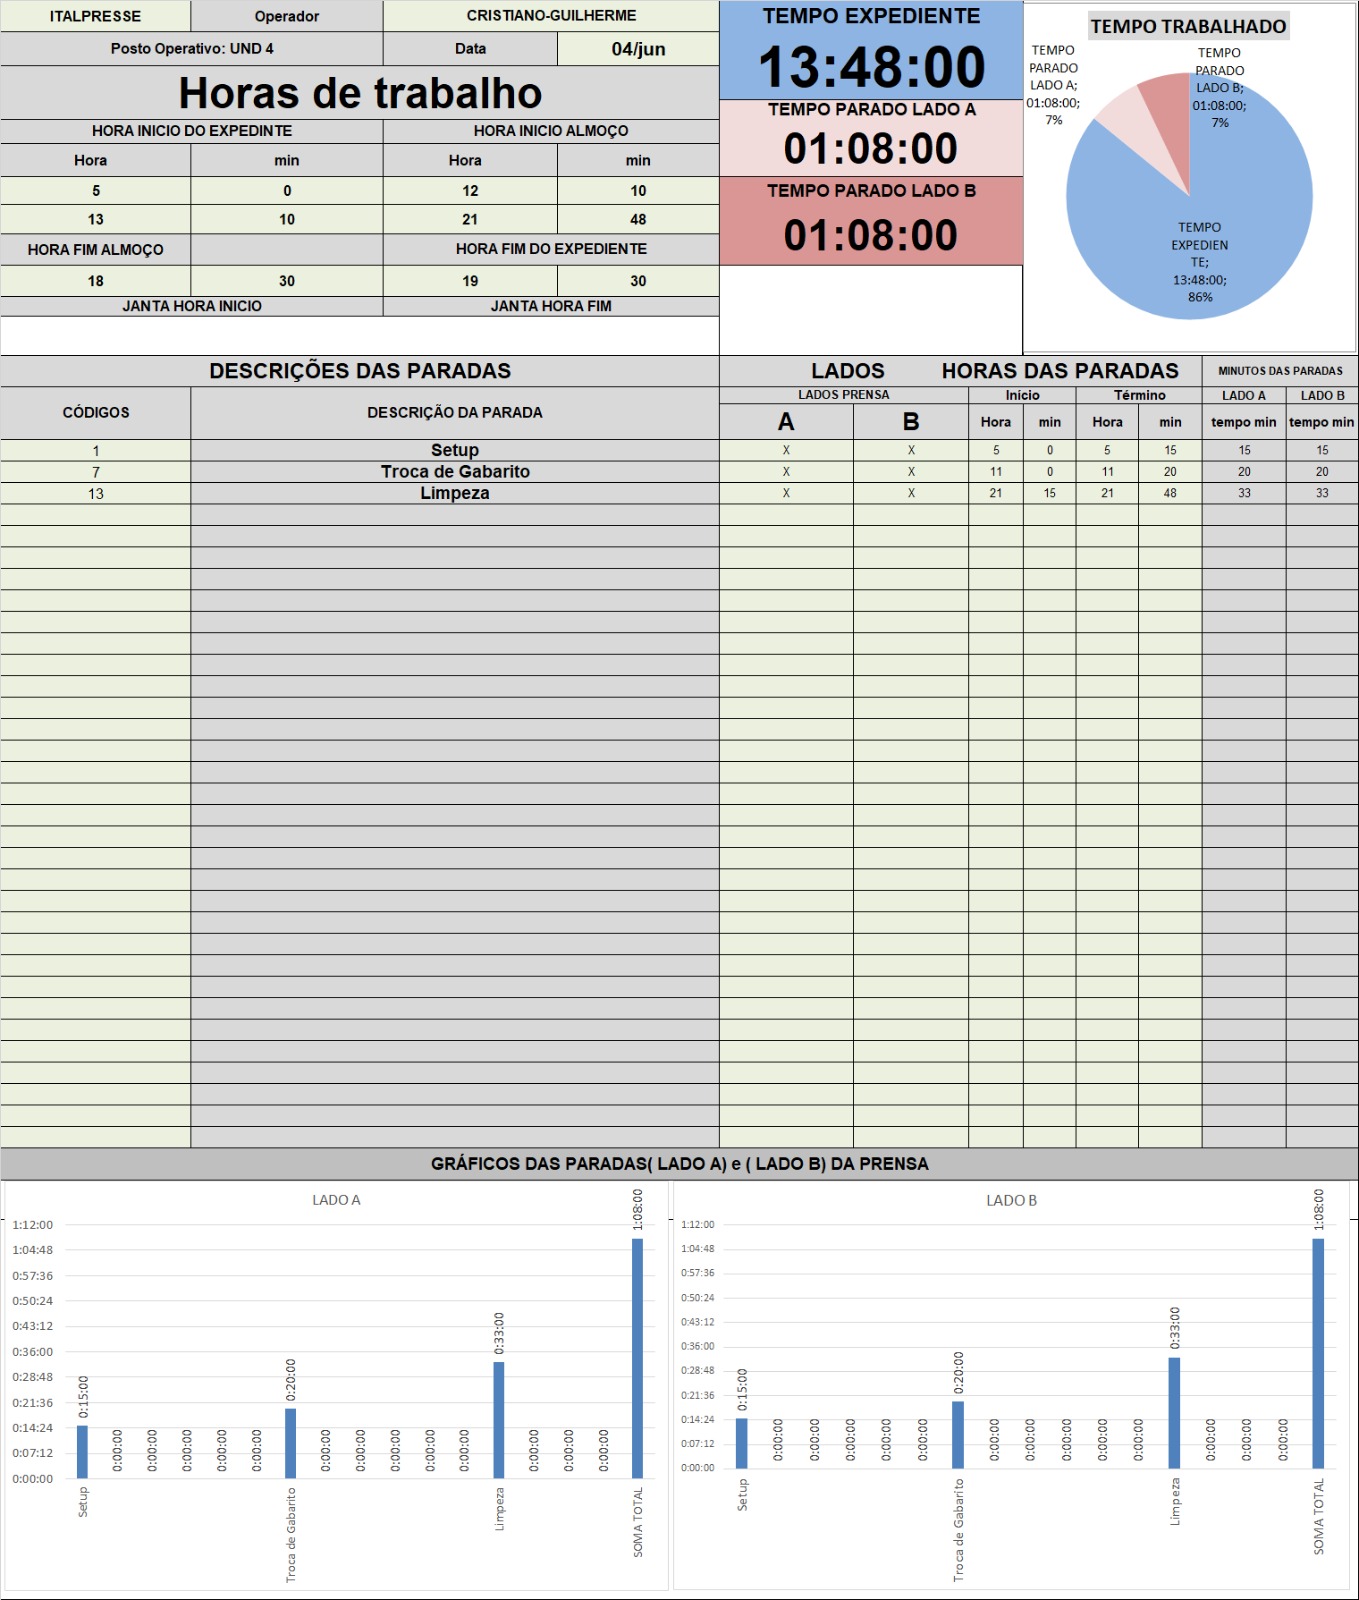 ITALPRESSE Operador CRISTIANO-GUILHERME
Posto Operativo: UND 4 Data 04/jun
Horas de trabalho
HORA INICIO DO EXPEDINTE HORA INICIO ALMOÇO
Hora min Hora min
5 0 12 10
13 10 21 48
HORA FIM ALMOÇO HORA FIM DO EXPEDIENTE
18 30 19 30
JANTA HORA INICIO JANTA HORA FIM
TEMPO EXPEDIENTE
13:48:00
TEMPO PARADO LADO A
01:08:00
TEMPO PARADO LADO B
01:08:00
TEMPO TRABALHADO
TEMPO
PARADO
LADO A;
01:08:00;
7%
TEMPO
PARADO
LADO B;
01:08:00;
7%
TEMPO
EXPEDIEN
TE;
13:48:00;
86%
DESCRIÇÕES DAS PARADAS LADOS HORAS DAS PARADAS MINUTOS DAS PARADAS
CÓDIGOS DESCRIÇÃO DA PARADA LADOS PRENSA Início Término LADO A LADO B
A B Hora min Hora min tempo min tempo min
1 Setup X X 5 0 5 15 15 15
7 Troca de Gabarito X X 11 0 11 20 20 20
13 Limpeza X X 21 15 21 48 33 33
GRÁFICOS DAS PARADAS( LADO A) e ( LADO B) DA PRENSA
LADO A
1:12:00
1:04:48
0:57:36
0:50:24
0:43:12
0:36:00
0:28:48
0:21:36
0:14:24
0:07:12
0:00:00
0:15:00
0:00:00
0:00:00
0:00:00
0:00:00
0:00:00
0:20:00
0:00:00
0:00:00
0:00:00
0:00:00
0:00:00
0:33:00
0:00:00
0:00:00
0:00:00
1:08:00
Setup
Troca de Gabarito
Limpeza
SOMA TOTAL
LADO B
1:12:00
1:04:48
0:57:36
0:50:24
0:43:12
0:36:00
0:28:48
0:21:36
0:14:24
0:07:12
0:00:00
0:15:00
0:00:00
0:00:00
0:00:00
0:00:00
0:00:00
0:20:00
0:00:00
0:00:00
0:00:00
0:00:00
0:00:00
0:33:00
0:00:00
0:00:00
0:00:00
1:08:00
Setup
Troca de Gabarito
Limpeza
SOMA TOTAL